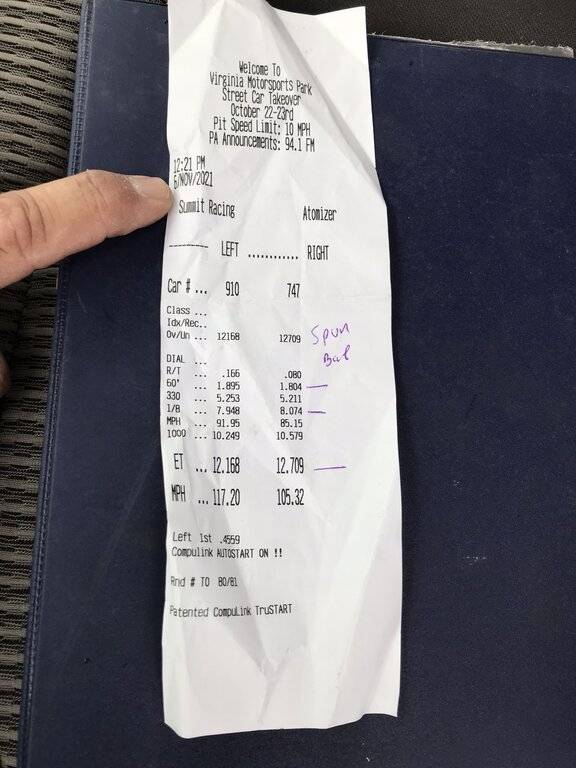 Welcome To
Virginia Motorsports Park
Street Car Takeover
October 22-23rd
Pit Speed Limit: 10 MPH
PA Announcements: 94.1 FM
12:21 PM
6/NOV/2021
Summit Racing Atomizer
--------- LEFT ............ RIGHT
Car # ... 910 747
Class ...
Idx/Rec..
Ov/Un ... 12168 12709 Spun
Bad
DIAL ...
R/T ... .166 .080
60' ... 1.895 1.804
330 ... 5.253 5.211
1/8 ... 7.948 8.074
MPH ... 91.95 85.15
1000 ... 10.249 10.579
ET ... 12.168 12.709
MPH ... 117.20 105.32
Left 1st .4559
Compulink AUTOSTART ON !!
Rnd # TO 80/81
Patented CompuLink TruSTART